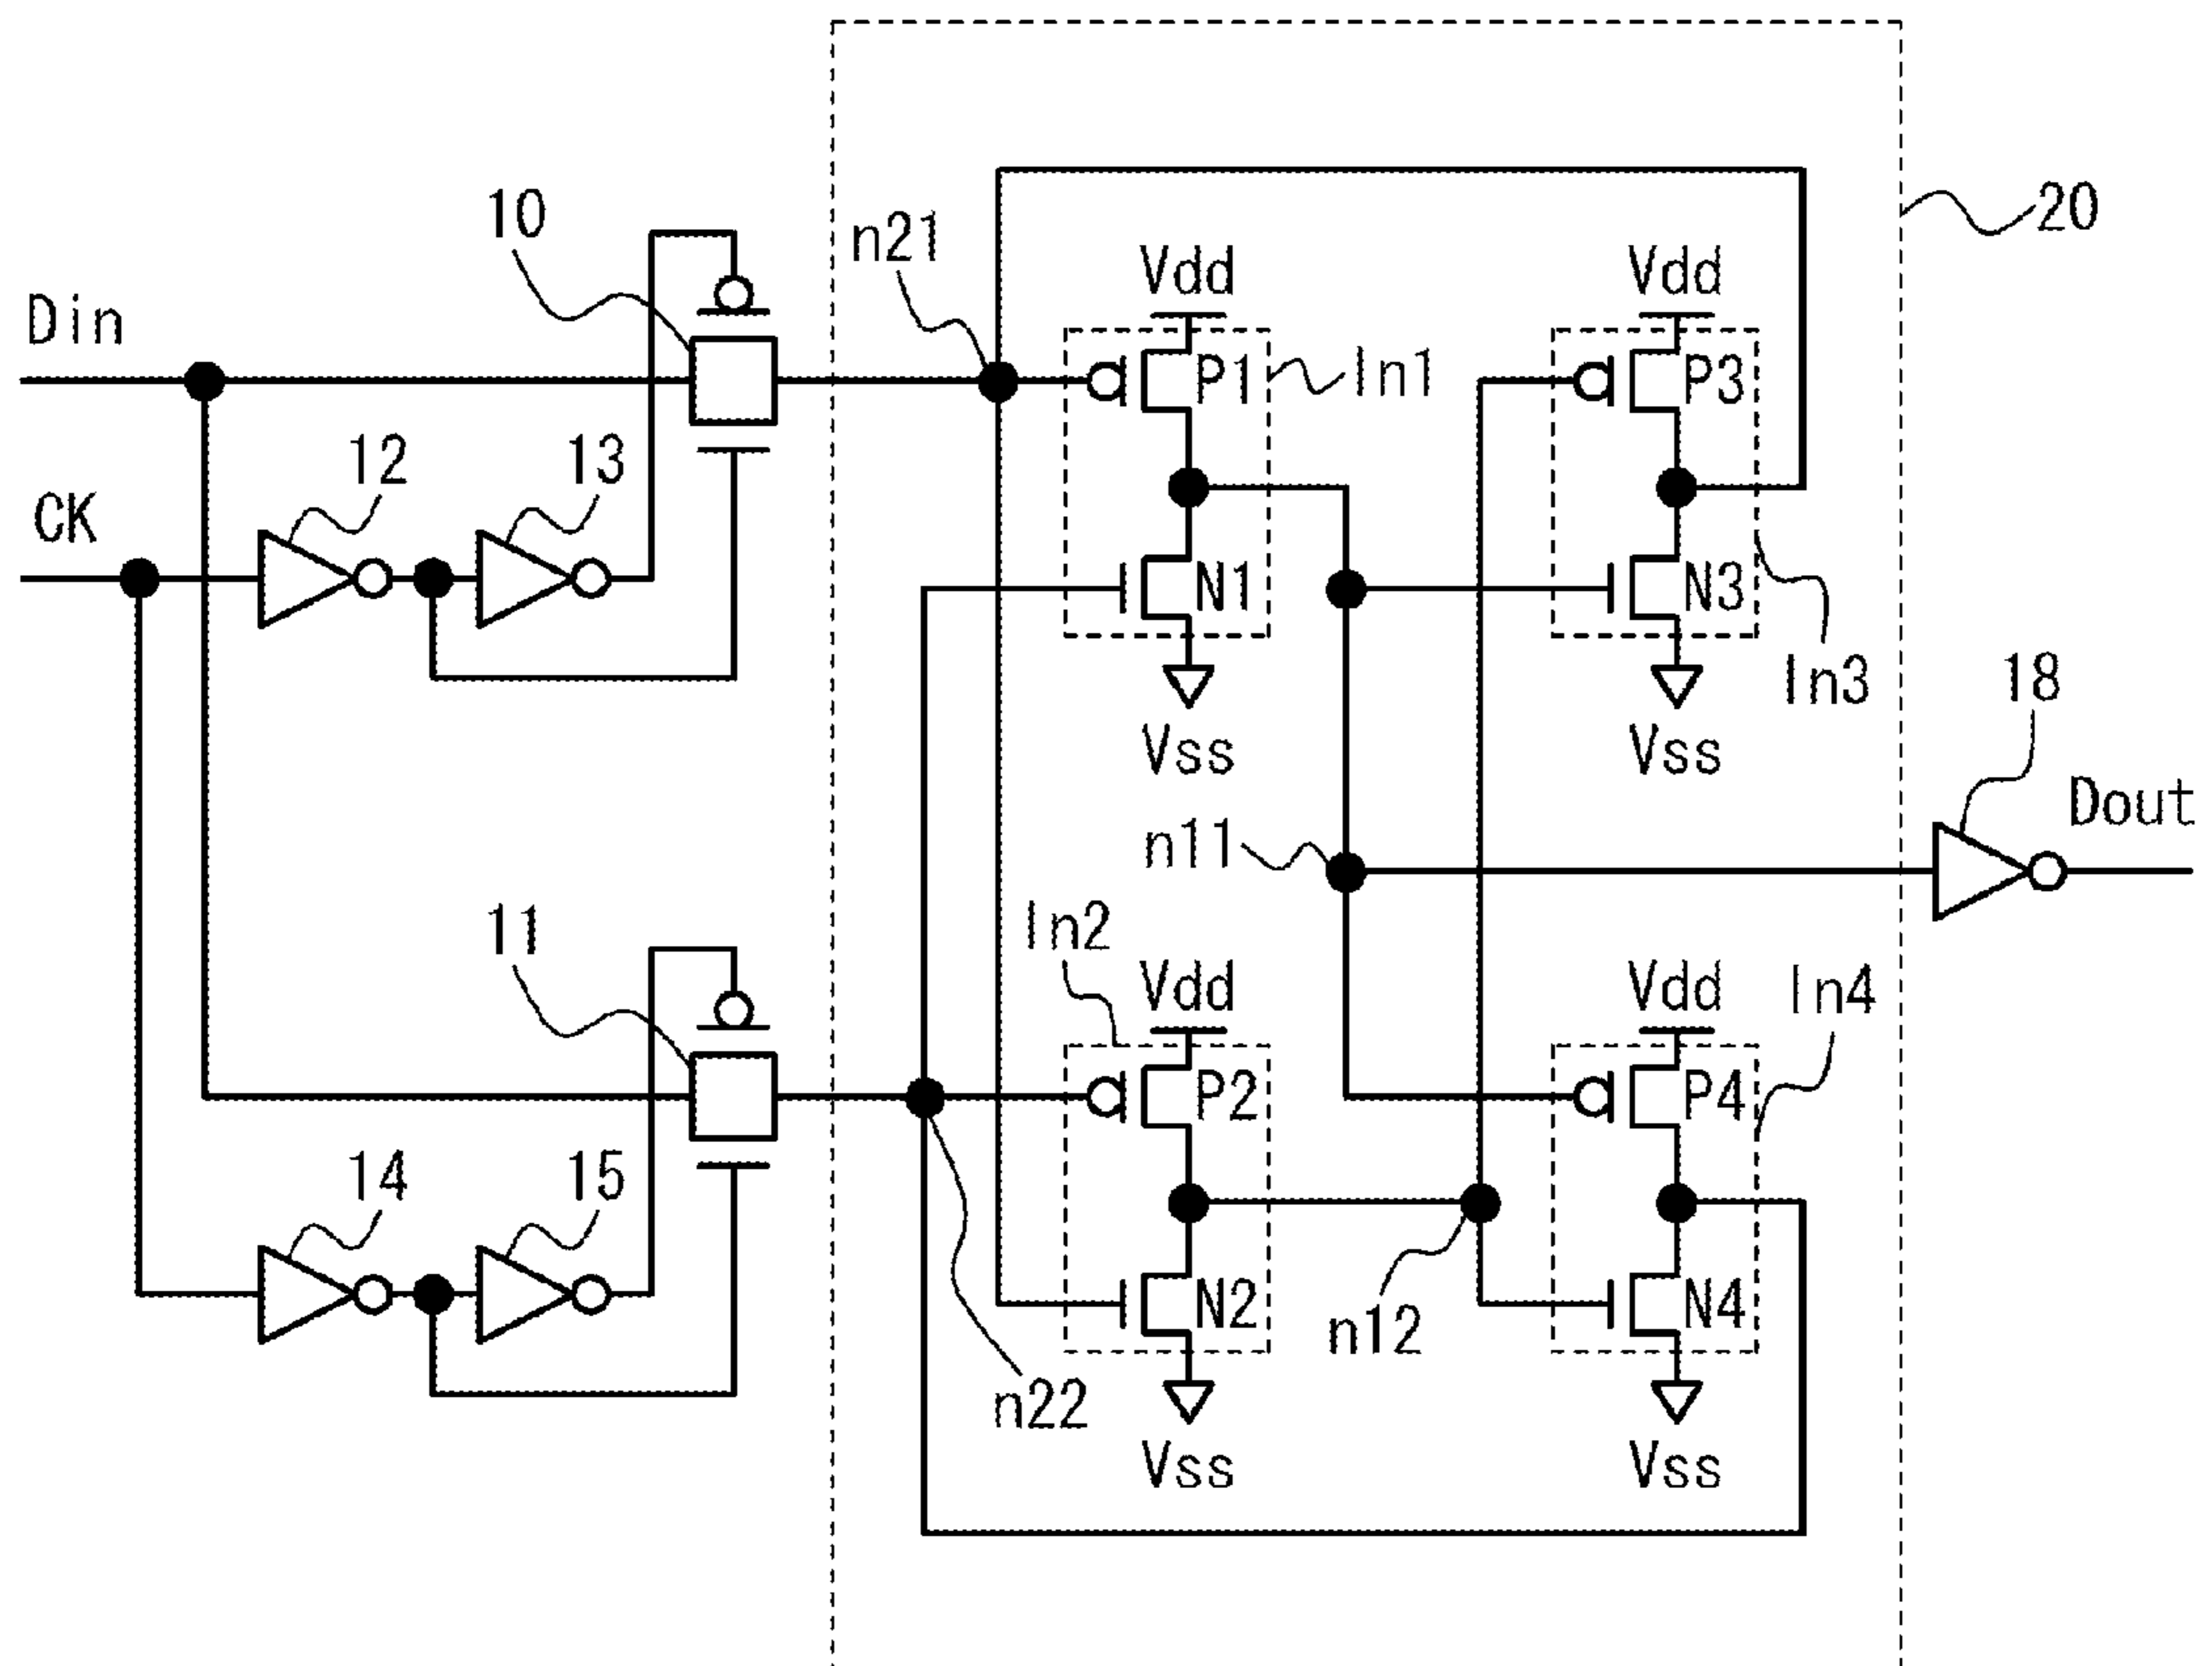 10
n21
20
Din
Vdd
Vdd
P1
In1
P3
12
13
CK
N1
N3
In3
Vss
Vss
18
n11
Dout
11
In2
Vdd
Vdd
In4
P2
P4
14
15
N2
n12
N4
n22
Vss
Vss